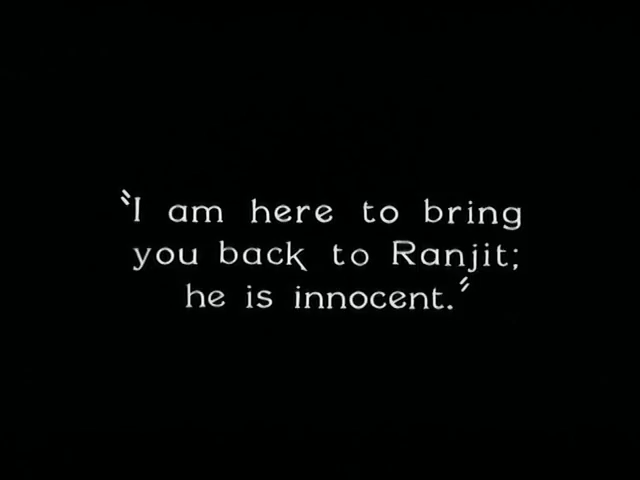 "I am here to bring
you back to Ranjit;
he is innocent."